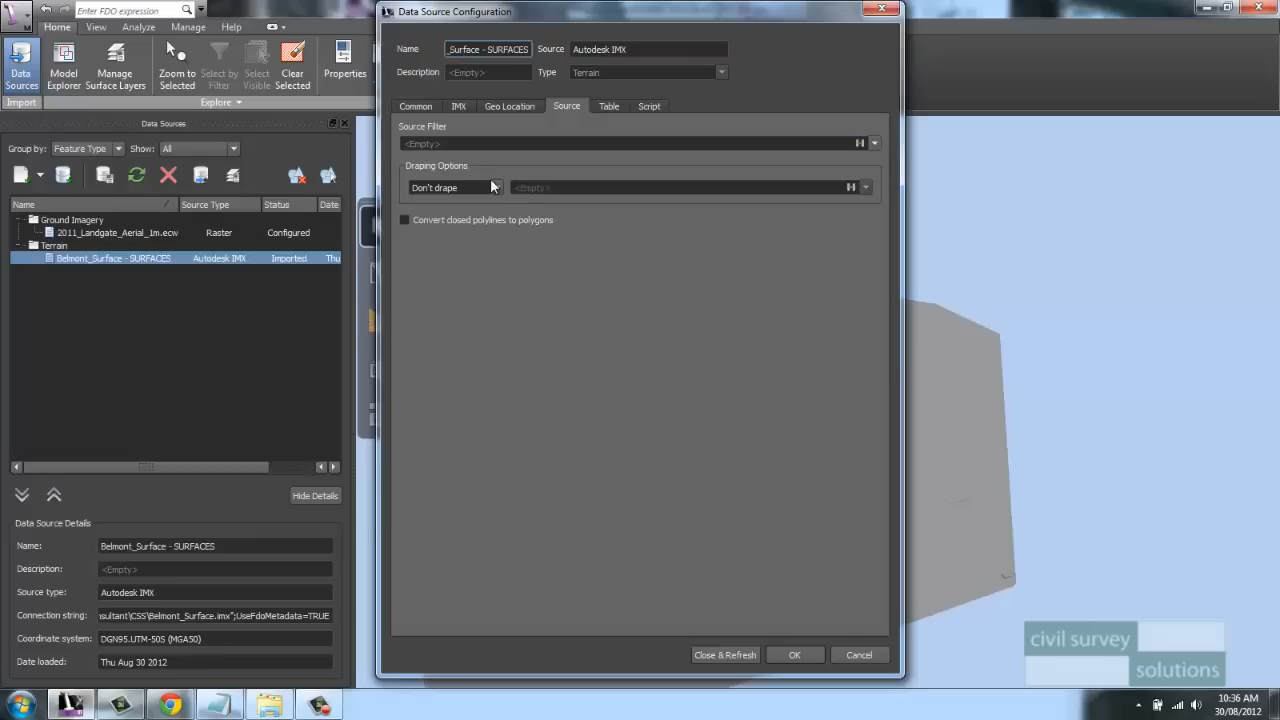 Enter FDO expression
Home View Analyze Manage Help
Data Sources
Model Explorer
Manage Surface Layers
Zoom to Selected
Select by Filter
Select Visible
Clear Selected
Properties
Import
Explore
Data Sources
Group by: Feature Type Show: All
Name Source Type Status Date
Ground Imagery
2011_Landgate_Aerial_1m.ecw Raster Configured
Terrain
Belmont_Surface - SURFACES Autodesk IMX Imported Thu
Hide Details
Data Source Details
Name: Belmont_Surface - SURFACES
Description: <Empty>
Source type: Autodesk IMX
Connection string: nsultant\CSS\Belmont_Surface.imx";UseFdoMetadata=TRUE
Coordinate system: DGN95.UTM-50S (MGA50)
Date loaded: Thu Aug 30 2012
Data Source Configuration
Name _Surface - SURFACES Source Autodesk IMX
Description <Empty> Type Terrain
Common IMX Geo Location Source Table Script
Source Filter
<Empty>
Draping Options
Don't drape <Empty>
Convert closed polylines to polygons
Close & Refresh OK Cancel
civil survey
solutions
10:36 AM
30/08/2012